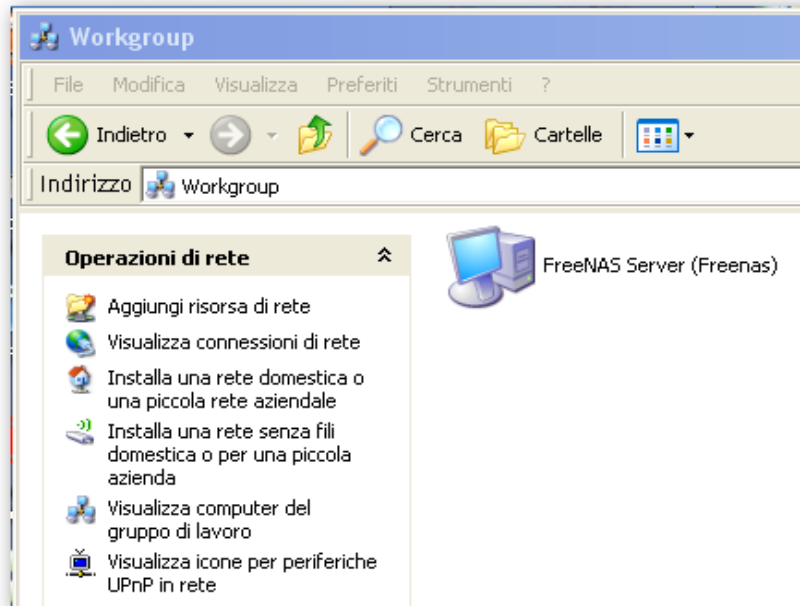 Workgroup
File Modifica Visualizza Preferiti Strumenti ?
Indietro Cerca Cartelle
Indirizzo Workgroup
Operazioni di rete
Aggiungi risorsa di rete
Visualizza connessioni di rete
Installa una rete domestica o
una piccola rete aziendale
Installa una rete senza fili
domestica o per una piccola
azienda
Visualizza computer del
gruppo di lavoro
Visualizza icone per periferiche
UPnP in rete
FreeNAS Server (Freenas)